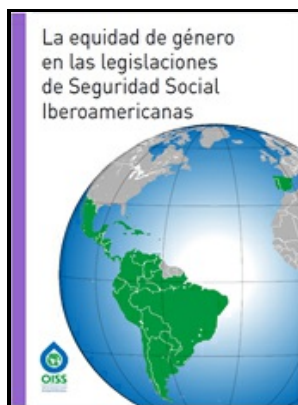 La equidad de género
en las legislaciones
de Seguridad Social
Iberoamericanas
OISS